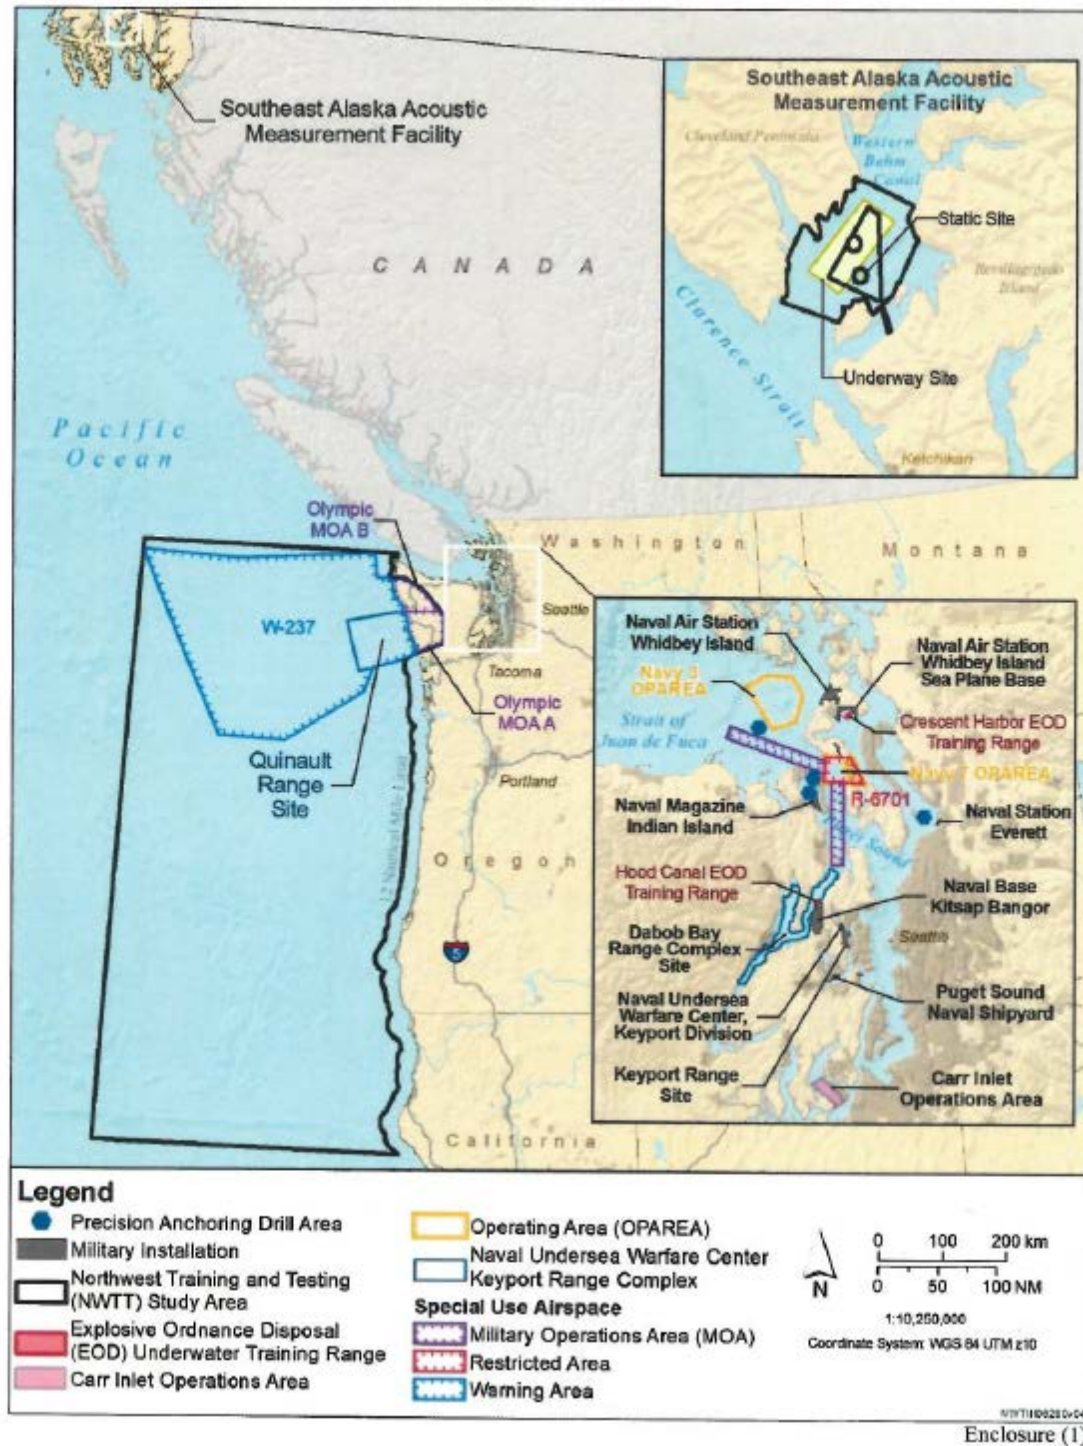 Southeast Alaska Acoustic
Measurement Facility
Southeast Alaska Acoustic
Measurement Facility
Cleveland Peninsula
Western
Behm
Canal
Static Site
Revillagigedo
Island
Clarence Strait
Underway Site
Ketchikan
CANADA
Pacific
Ocean
Olympic
MOA B
Washington
Montana
W-237
Seattle
Tacoma
Olympic
MOA A
Quinault
Range
Site
Portland
12 Nautical Mile Limit
Oregon
5
California
Naval Air Station
Whidbey Island
Naval Air Station
Whidbey Island
Sea Plane Base
Navy 3
OPAREA
Strait of
Juan de Fuca
Crescent Harbor EOD
Training Range
Navy 7 OPAREA
R-6701
Naval Magazine
Indian Island
Naval Station
Everett
Puget Sound
Hood Canal EOD
Training Range
Naval Base
Kitsap Bangor
Dabob Bay
Range Complex
Site
Seattle
Naval Undersea
Warfare Center,
Keyport Division
Puget Sound
Naval Shipyard
Keyport Range
Site
Carr Inlet
Operations Area
Legend
Precision Anchoring Drill Area
Military Installation
Northwest Training and Testing
(NWTT) Study Area
Explosive Ordnance Disposal
(EOD) Underwater Training Range
Carr Inlet Operations Area
Operating Area (OPAREA)
Naval Undersea Warfare Center
Keyport Range Complex
Special Use Airspace
Military Operations Area (MOA)
Restricted Area
Warning Area
N
0 100 200 km
0 50 100 NM
1:10,250,000
Coordinate System: WGS 84 UTM z10
Enclosure (1)